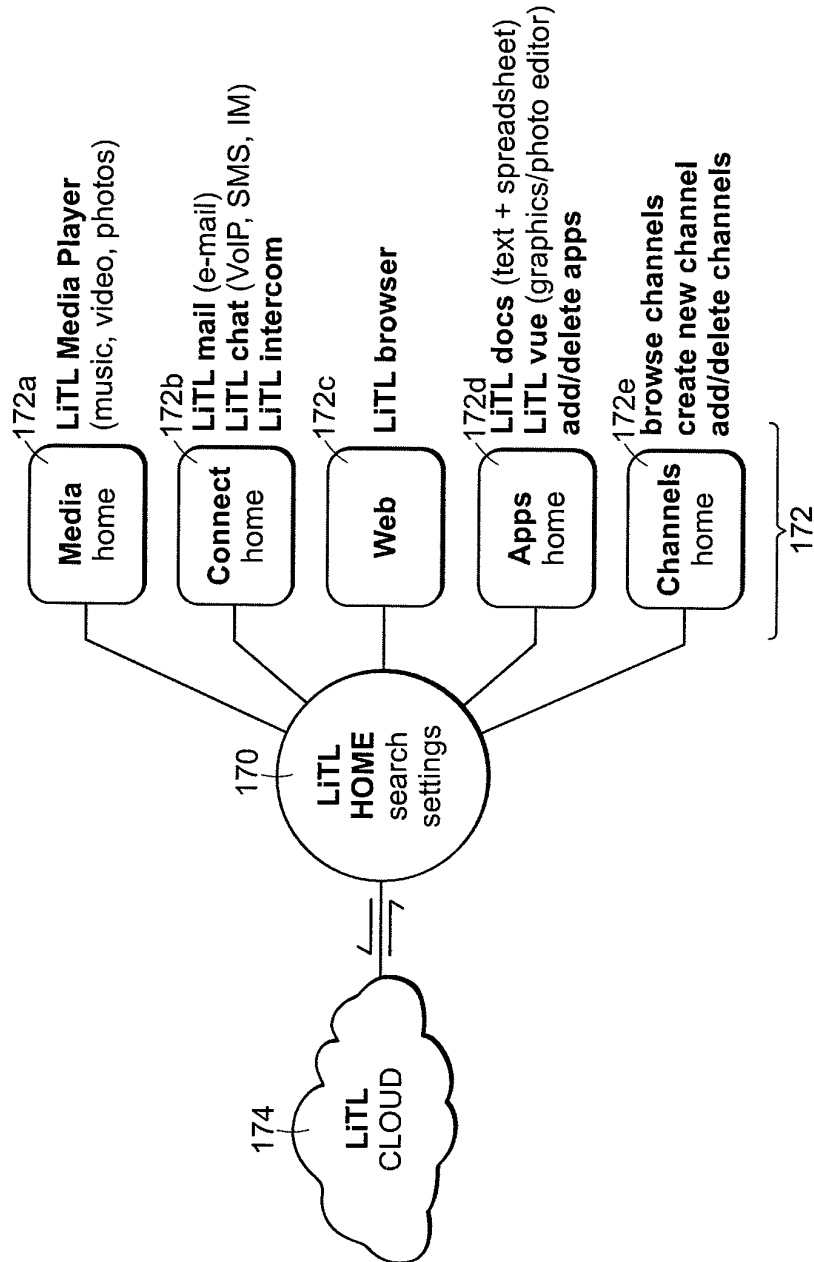 174
LiTL
CLOUD
170
LiTL
HOME
search
settings
172a
Media
home
LiTL Media Player
(music, video, photos)
172b
Connect
home
LiTL mail (e-mail)
LiTL chat (VoIP, SMS, IM)
LiTL intercom
172c
Web
LiTL browser
172d
Apps
home
LiTL docs (text + spreadsheet)
LiTL vue (graphics/photo editor)
add/delete apps
172e
Channels
home
browse channels
create new channel
add/delete channels
172